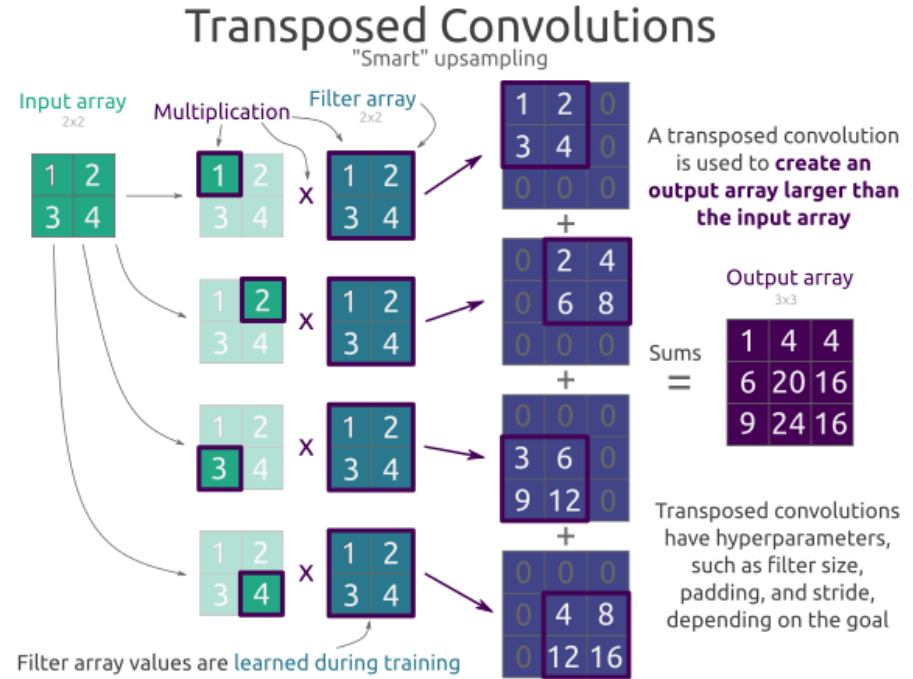 Transposed Convolutions
"Smart" upsampling
Input array
2x2
Multiplication
Filter array
2x2
1 2
3 4
1 2
3 4
x
1 2
3 4
1 2 0
3 4 0
0 0 0
+
1 2
3 4
x
1 2
3 4
0 2 4
0 6 8
0 0 0
+
1 2
3 4
x
1 2
3 4
0 0 0
3 6 0
9 12 0
+
1 2
3 4
x
1 2
3 4
0 0 0
0 4 8
0 12 16
Filter array values are learned during training
A transposed convolution
is used to create an
output array larger than
the input array
Sums
=
Output array
3x3
1 4 4
6 20 16
9 24 16
Transposed convolutions
have hyperparameters,
such as filter size,
padding, and stride,
depending on the goal